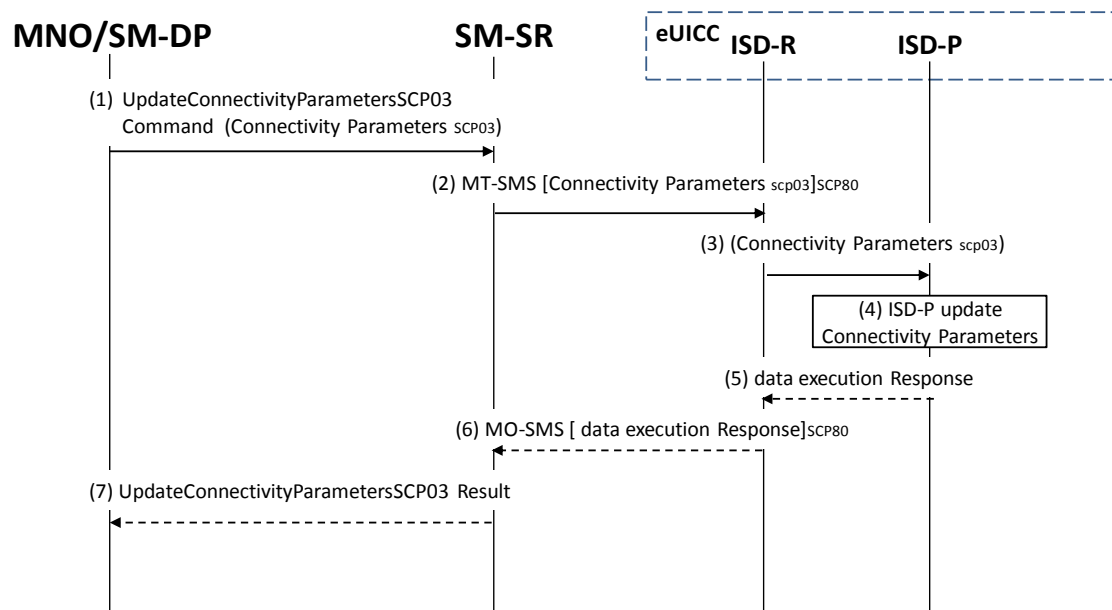 MNO/SM-DP
SM-SR
eUICC
ISD-R
ISD-P
(1) UpdateConnectivityParametersSCP03
Command (Connectivity Parameters SCP03)
(2) MT-SMS [Connectivity Parameters scp03]SCP80
(3) (Connectivity Parameters scp03)
(4) ISD-P update
Connectivity Parameters
(5) data execution Response
(6) MO-SMS [ data execution Response]SCP80
(7) UpdateConnectivityParametersSCP03 Result